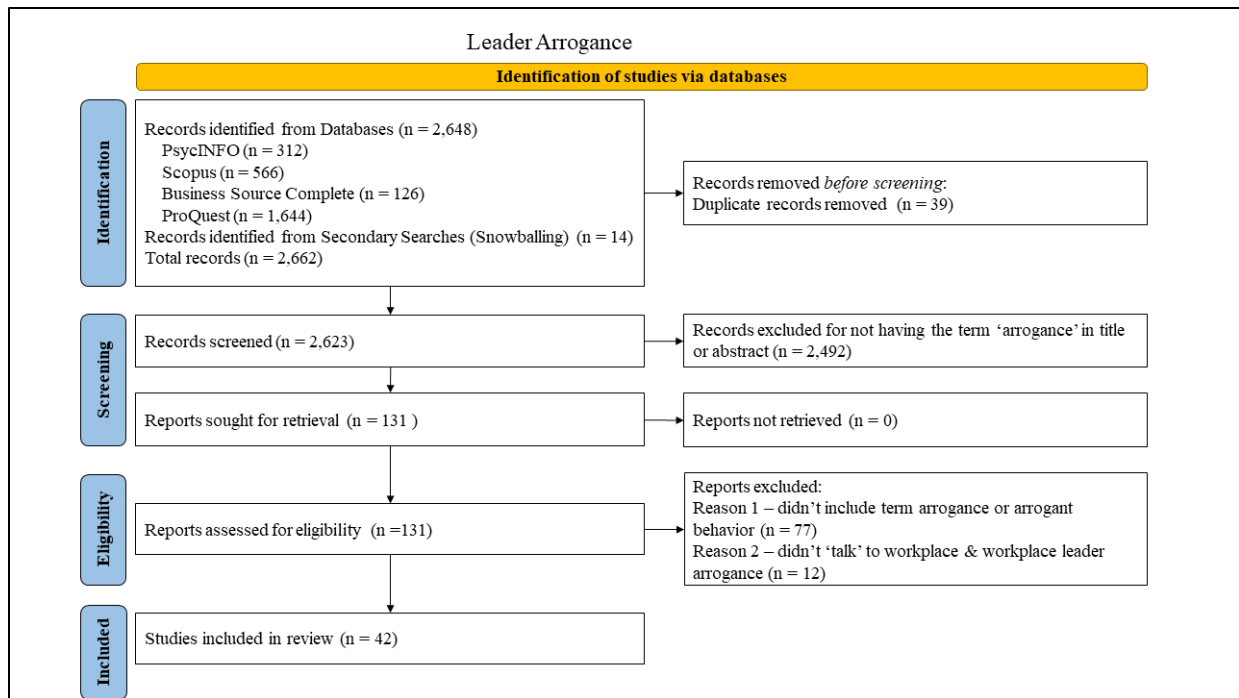 Leader Arrogance
Identification of studies via databases
Identification
Records identified from Databases (n = 2,648)
PsycINFO (n = 312)
Scopus (n = 566)
Business Source Complete (n = 126)
ProQuest (n = 1,644)
Records identified from Secondary Searches (Snowballing) (n = 14)
Total records (n = 2,662)
Records removed before screening:
Duplicate records removed (n = 39)
Screening
Records screened (n = 2,623)
Records excluded for not having the term ‘arrogance’ in title
or abstract (n = 2,492)
Reports sought for retrieval (n = 131 )
Reports not retrieved (n = 0)
Eligibility
Reports assessed for eligibility (n =131)
Reports excluded:
Reason 1 – didn’t include term arrogance or arrogant
behavior (n = 77)
Reason 2 – didn’t ‘talk’ to workplace & workplace leader
arrogance (n = 12)
Included
Studies included in review (n = 42)